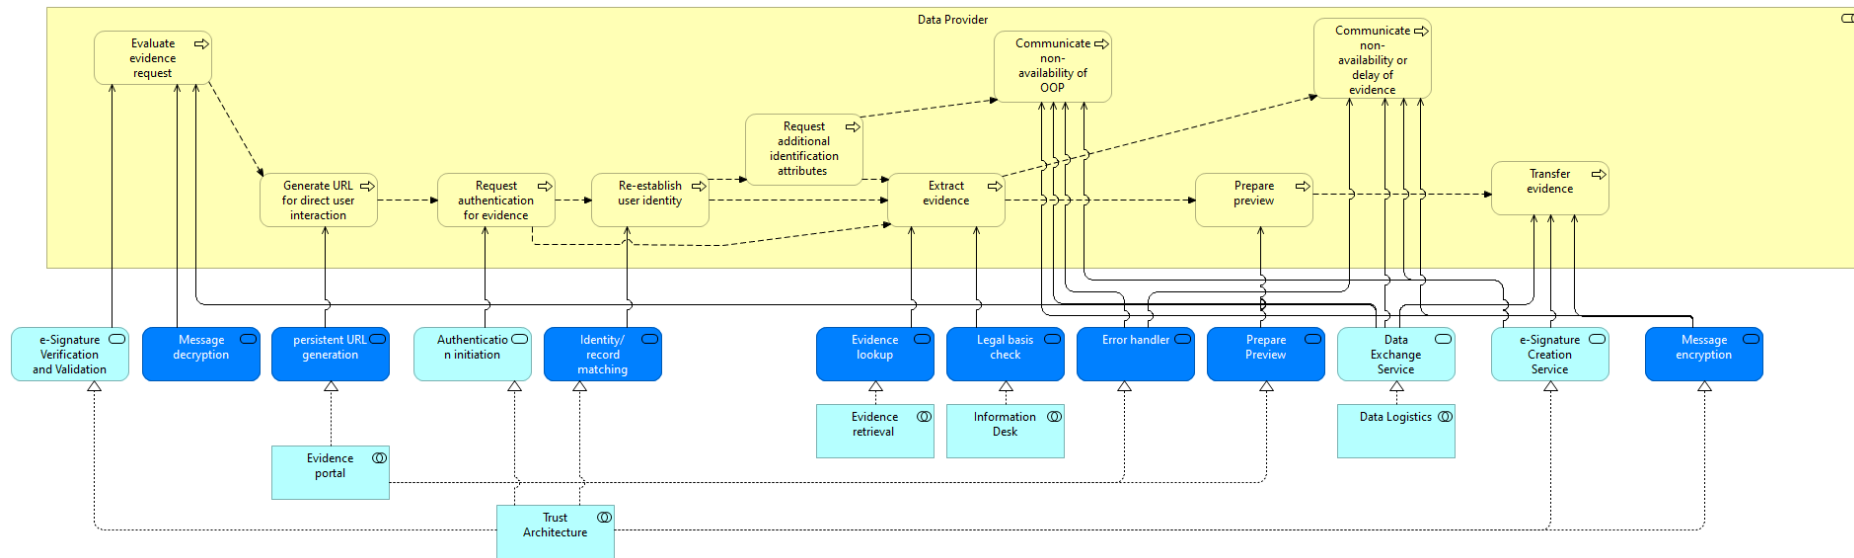 Data Provider
Evaluate
evidence
request
Communicate
non-
availability of
OOP
Communicate
non-
availability or
delay of
evidence
Request
additional
identification
attributes
Generate URL
for direct user
interaction
Request
authentication
for evidence
Re-establish
user identity
Extract
evidence
Prepare
preview
Transfer
evidence
e-Signature
Verification
and Validation
Message
decryption
persistent URL
generation
Authenticatio
n initiation
Identity/
record
matching
Evidence
lookup
Legal basis
check
Error handler
Prepare
Preview
Data
Exchange
Service
e-Signature
Creation
Service
Message
encryption
Evidence
retrieval
Information
Desk
Data Logistics
Evidence
portal
Trust
Architecture